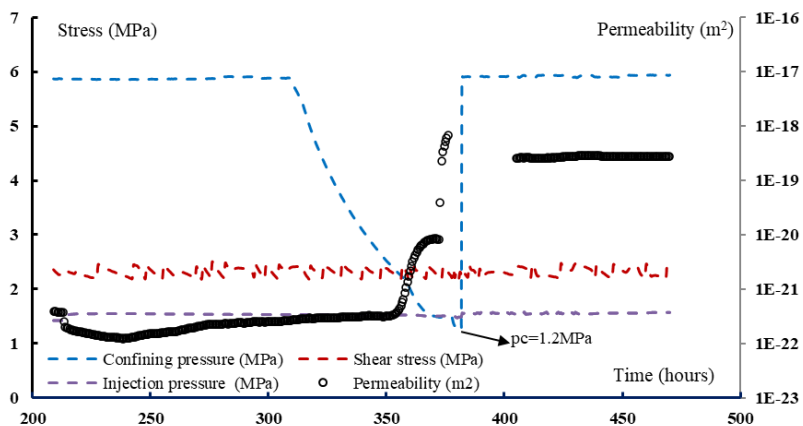 7 Stress (MPa) Permeability (m²) 1E-16
6 1E-17
5 1E-18
4 1E-19
3 1E-20
2 1E-21
1 1E-22
0 1E-23
pc=1.2MPa
Confining pressure (MPa) Shear stress (MPa)
Injection pressure (MPa) Permeability (m2) Time (hours)
200 250 300 350 400 450 500